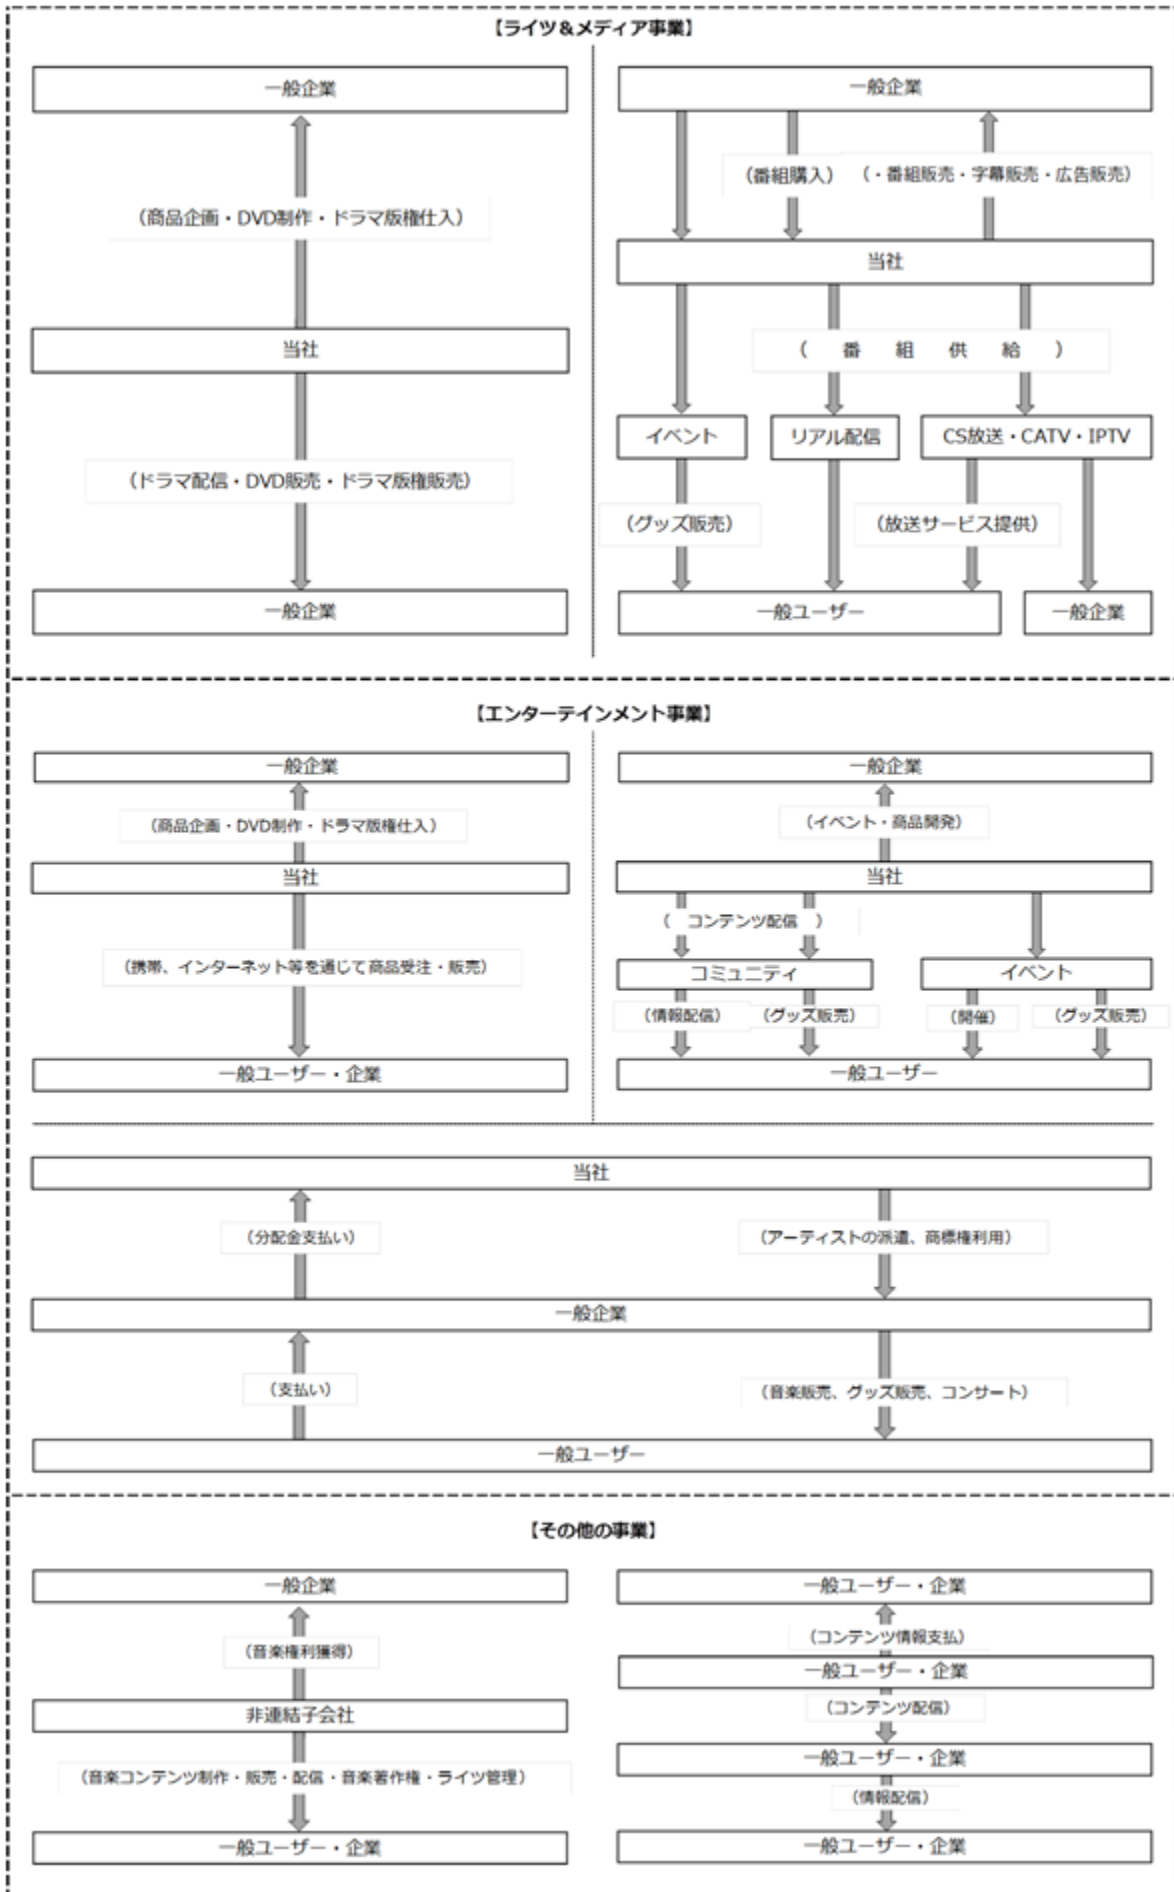 【ライツ＆メディア事業】
一般企業
（商品企画・DVD制作・ドラマ版権仕入）
当社
（ドラマ配信・DVD販売・ドラマ版権販売）
一般企業
一般企業
（番組購入）
（・番組販売・字幕販売・広告販売）
当社
（　番　組　供　給　）
イベント
リアル配信
CS放送・CATV・IPTV
（グッズ販売）
（放送サービス提供）
一般ユーザー
一般企業
【エンターテインメント事業】
一般企業
（商品企画・DVD制作・ドラマ版権仕入）
当社
（携帯、インターネット等を通じて商品受注・販売）
一般ユーザー・企業
一般企業
（イベント・商品開発）
当社
（　コンテンツ配信　）
コミュニティ
イベント
（情報配信）
（グッズ販売）
（開催）
（グッズ販売）
一般ユーザー
当社
（分配金支払い）
（アーティストの派遣、商標権利用）
一般企業
（支払い）
（音楽販売、グッズ販売、コンサート）
一般ユーザー
【その他の事業】
一般企業
（音楽権利獲得）
非連結子会社
（音楽コンテンツ制作・販売・配信・音楽著作権・ライツ管理）
一般ユーザー・企業
一般ユーザー・企業
（コンテンツ情報支払）
一般ユーザー・企業
（コンテンツ配信）
一般ユーザー・企業
（情報配信）
一般ユーザー・企業